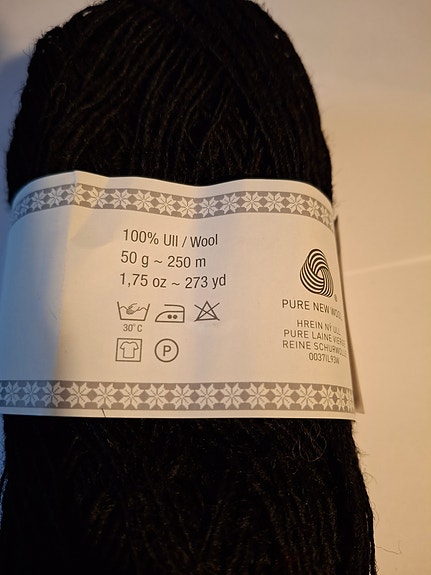 100% Ull / Wool
50 g ~ 250 m
1,75 oz ~ 273 yd
30°C
P
PURE NEW WOOL
HREIN NÝ ULL
PURE LAINE VIERGE
REINE SCHURWOLLE
0037IL93W